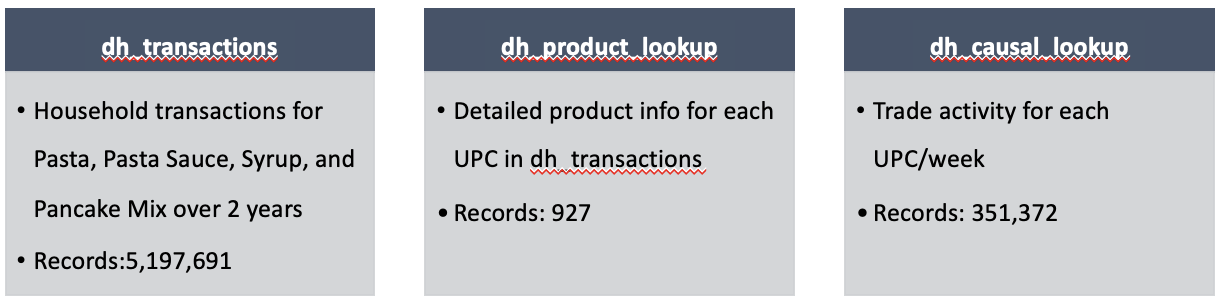 dh_transactions
• Household transactions for
Pasta, Pasta Sauce, Syrup, and
Pancake Mix over 2 years
• Records:5,197,691
dh_product_lookup
• Detailed product info for each
UPC in dh_transactions
• Records: 927
dh_causal_lookup
• Trade activity for each
UPC/week
• Records: 351,372